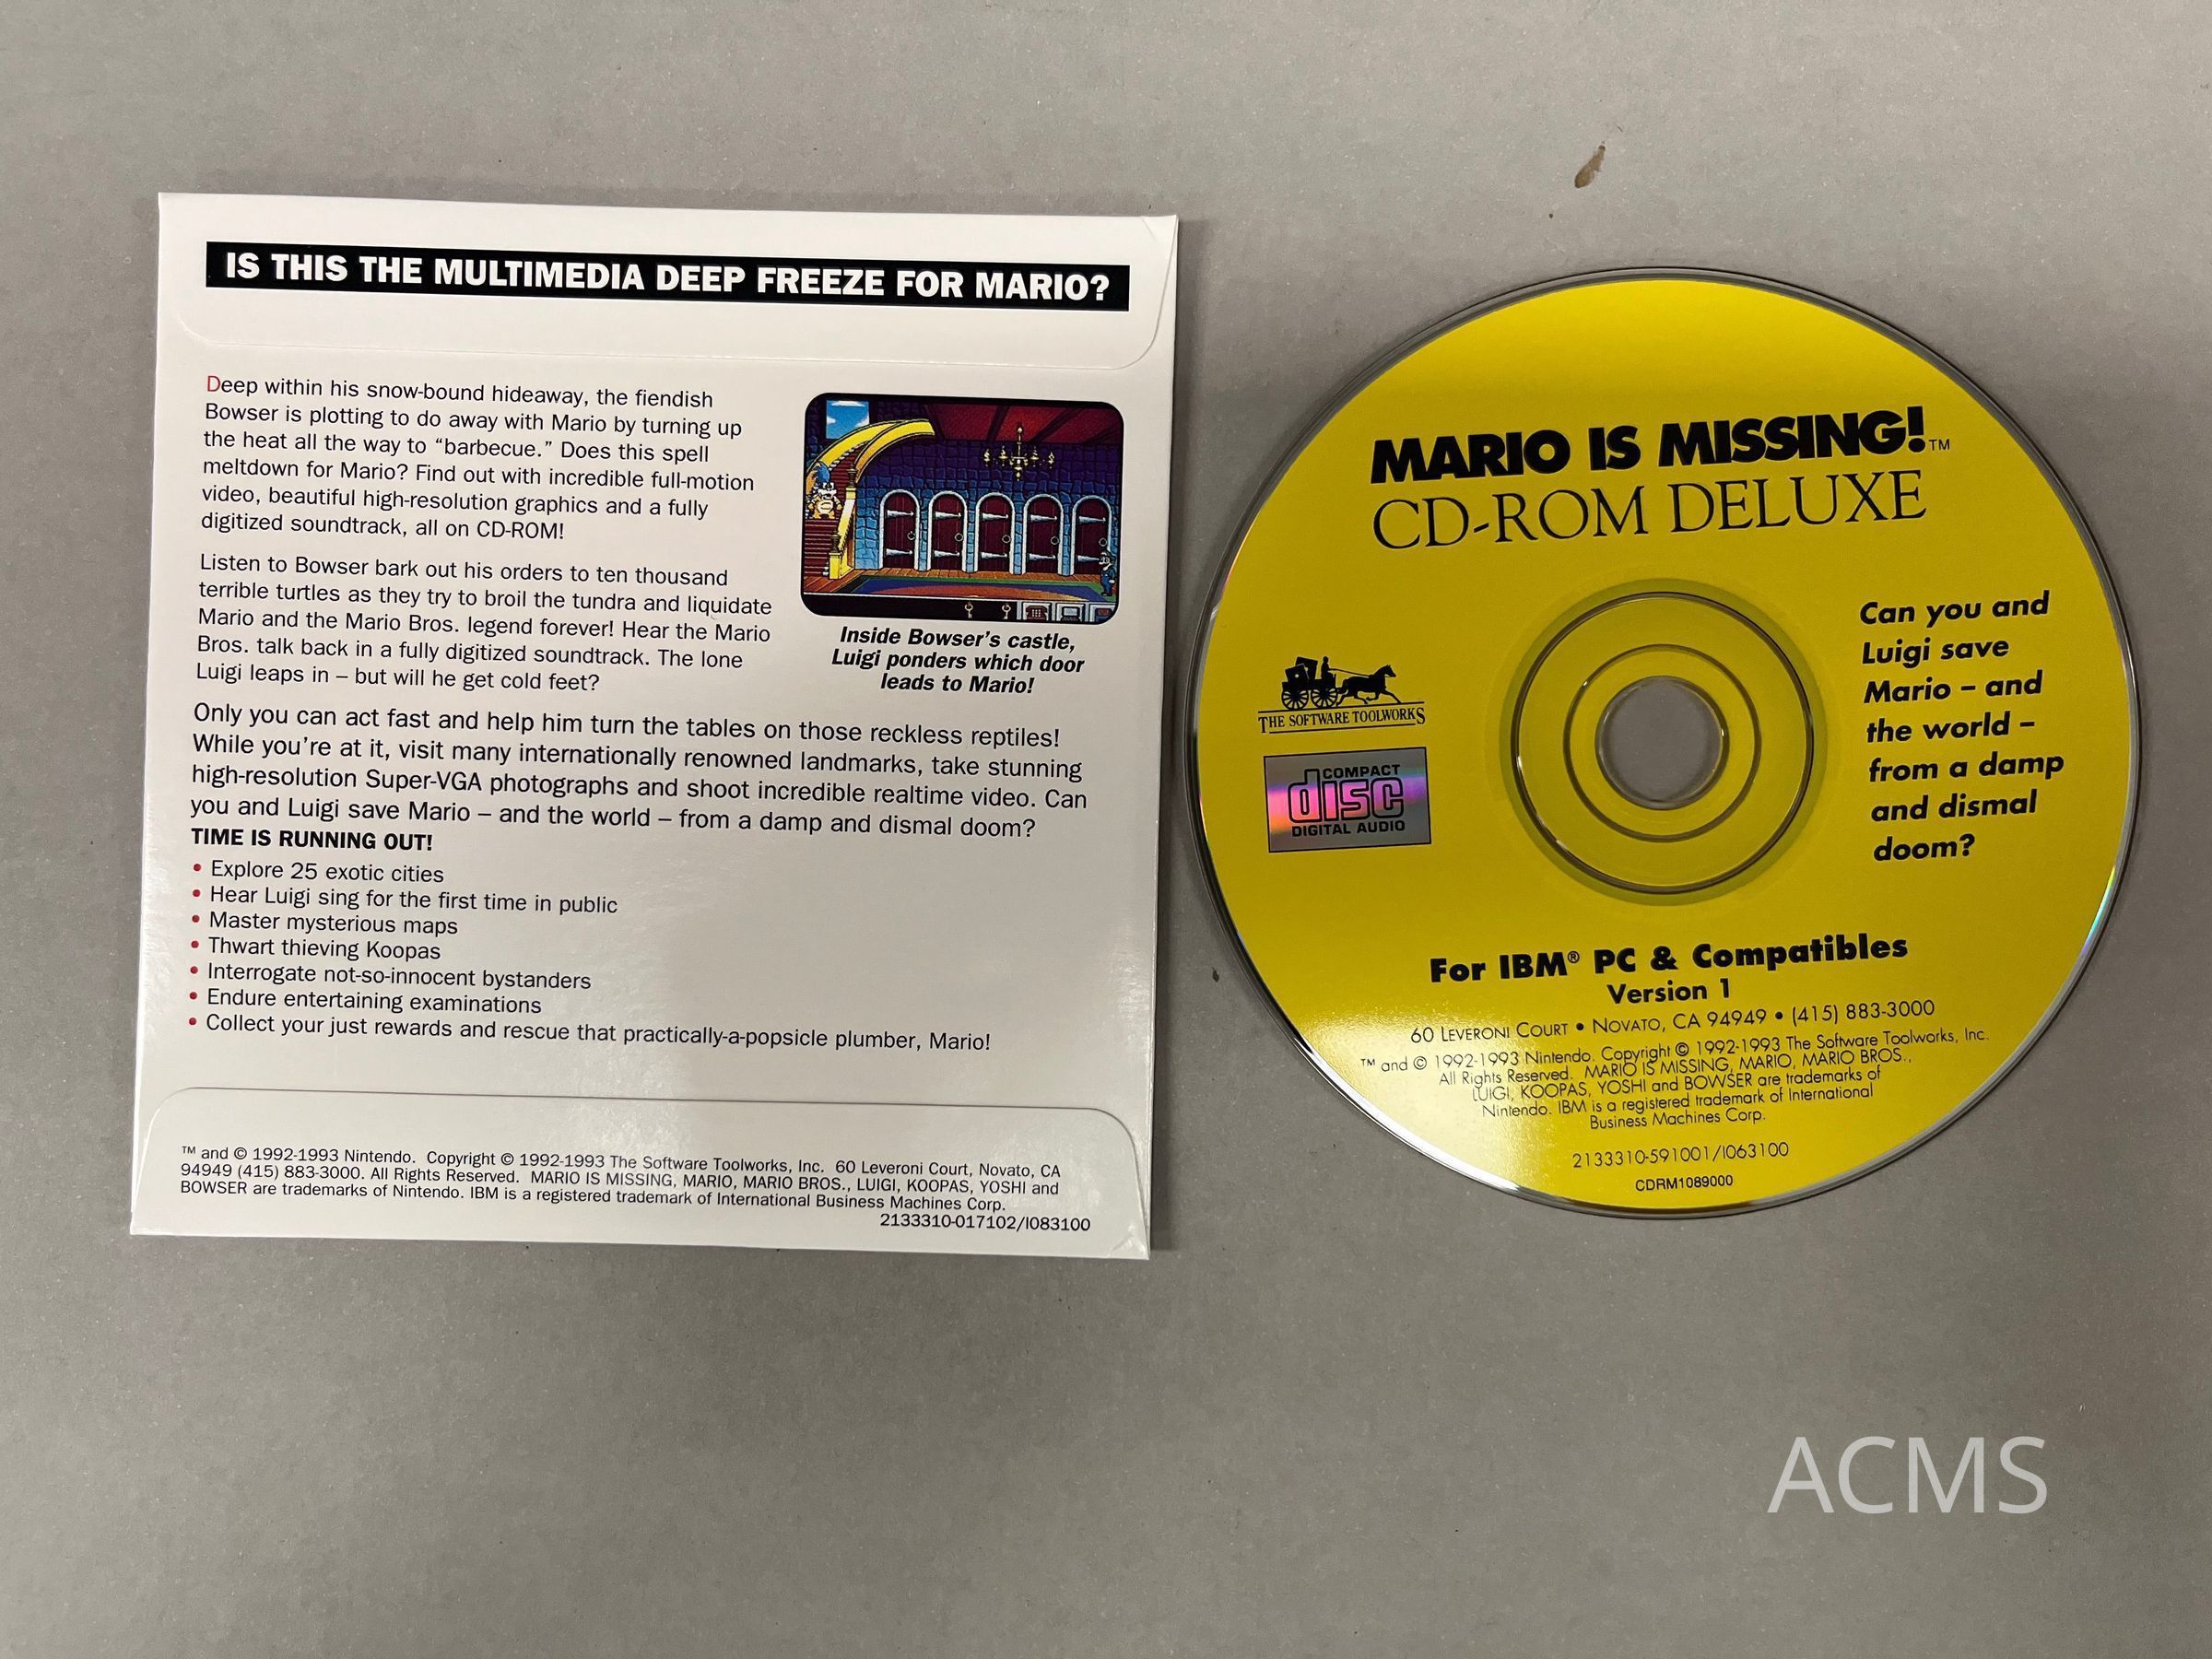 IS THIS THE MULTIMEDIA DEEP FREEZE FOR MARIO?
Deep within his snow-bound hideaway, the fiendish
Bowser is plotting to do away with Mario by turning up
the heat all the way to “barbecue.” Does this spell
meltdown for Mario? Find out with incredible full-motion
video, beautiful high-resolution graphics and a fully
digitized soundtrack, all on CD-ROM!
Listen to Bowser bark out his orders to ten thousand
terrible turtles as they try to broil the tundra and liquidate
Mario and the Mario Bros. legend forever! Hear the Mario
Bros. talk back in a fully digitized soundtrack. The lone
Luigi leaps in – but will he get cold feet?
Inside Bowser's castle,
Luigi ponders which door
leads to Mario!
Only you can act fast and help him turn the tables on those reckless reptiles!
While you're at it, visit many internationally renowned landmarks, take stunning
high-resolution Super-VGA photographs and shoot incredible realtime video. Can
you and Luigi save Mario – and the world – from a damp and dismal doom?
TIME IS RUNNING OUT!
• Explore 25 exotic cities
• Hear Luigi sing for the first time in public
• Master mysterious maps
• Thwart thieving Koopas
• Interrogate not-so-innocent bystanders
• Endure entertaining examinations
• Collect your just rewards and rescue that practically-a-popsicle plumber, Mario!
™ and © 1992-1993 Nintendo. Copyright © 1992-1993 The Software Toolworks, Inc. 60 Leveroni Court, Novato, CA
94949 (415) 883-3000. All Rights Reserved. MARIO IS MISSING, MARIO, MARIO BROS., LUIGI, KOOPAS, YOSHI and
BOWSER are trademarks of Nintendo. IBM is a registered trademark of International Business Machines Corp.
2133310-017102/I083100
MARIO IS MISSING!™
CD-ROM DELUXE
THE SOFTWARE TOOLWORKS
COMPACT
disc
DIGITAL AUDIO
Can you and
Luigi save
Mario – and
the world –
from a damp
and dismal
doom?
For IBM® PC & Compatibles
Version 1
60 LEVERONI COURT • NOVATO, CA 94949 • (415) 883-3000
™ and © 1992-1993 Nintendo. Copyright © 1992-1993 The Software Toolworks, Inc.
All Rights Reserved. MARIO IS MISSING, MARIO, MARIO BROS.,
LUIGI, KOOPAS, YOSHI and BOWSER are trademarks of
Nintendo. IBM is a registered trademark of International
Business Machines Corp.
2133310-591001/I063100
CDRM1089000
ACMS